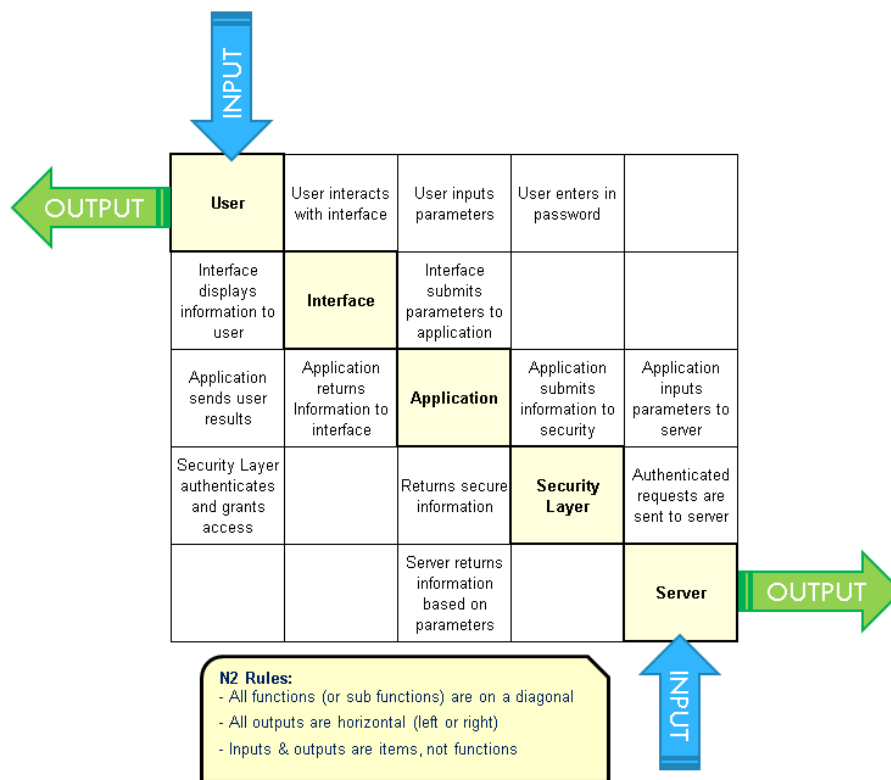 INPUT
OUTPUT
User
User interacts
with interface
User inputs
parameters
User enters in
password
Interface
displays
information to
user
Interface
Interface
submits
parameters to
application
Application
sends user
results
Application
returns
Information to
interface
Application
Application
submits
information to
security
Application
inputs
parameters to
server
Security Layer
authenticates
and grants
access
Returns secure
information
Security
Layer
Authenticated
requests are
sent to server
Server returns
information
based on
parameters
Server
OUTPUT
INPUT
N2 Rules:
- All functions (or sub functions) are on a diagonal
- All outputs are horizontal (left or right)
- Inputs & outputs are items, not functions